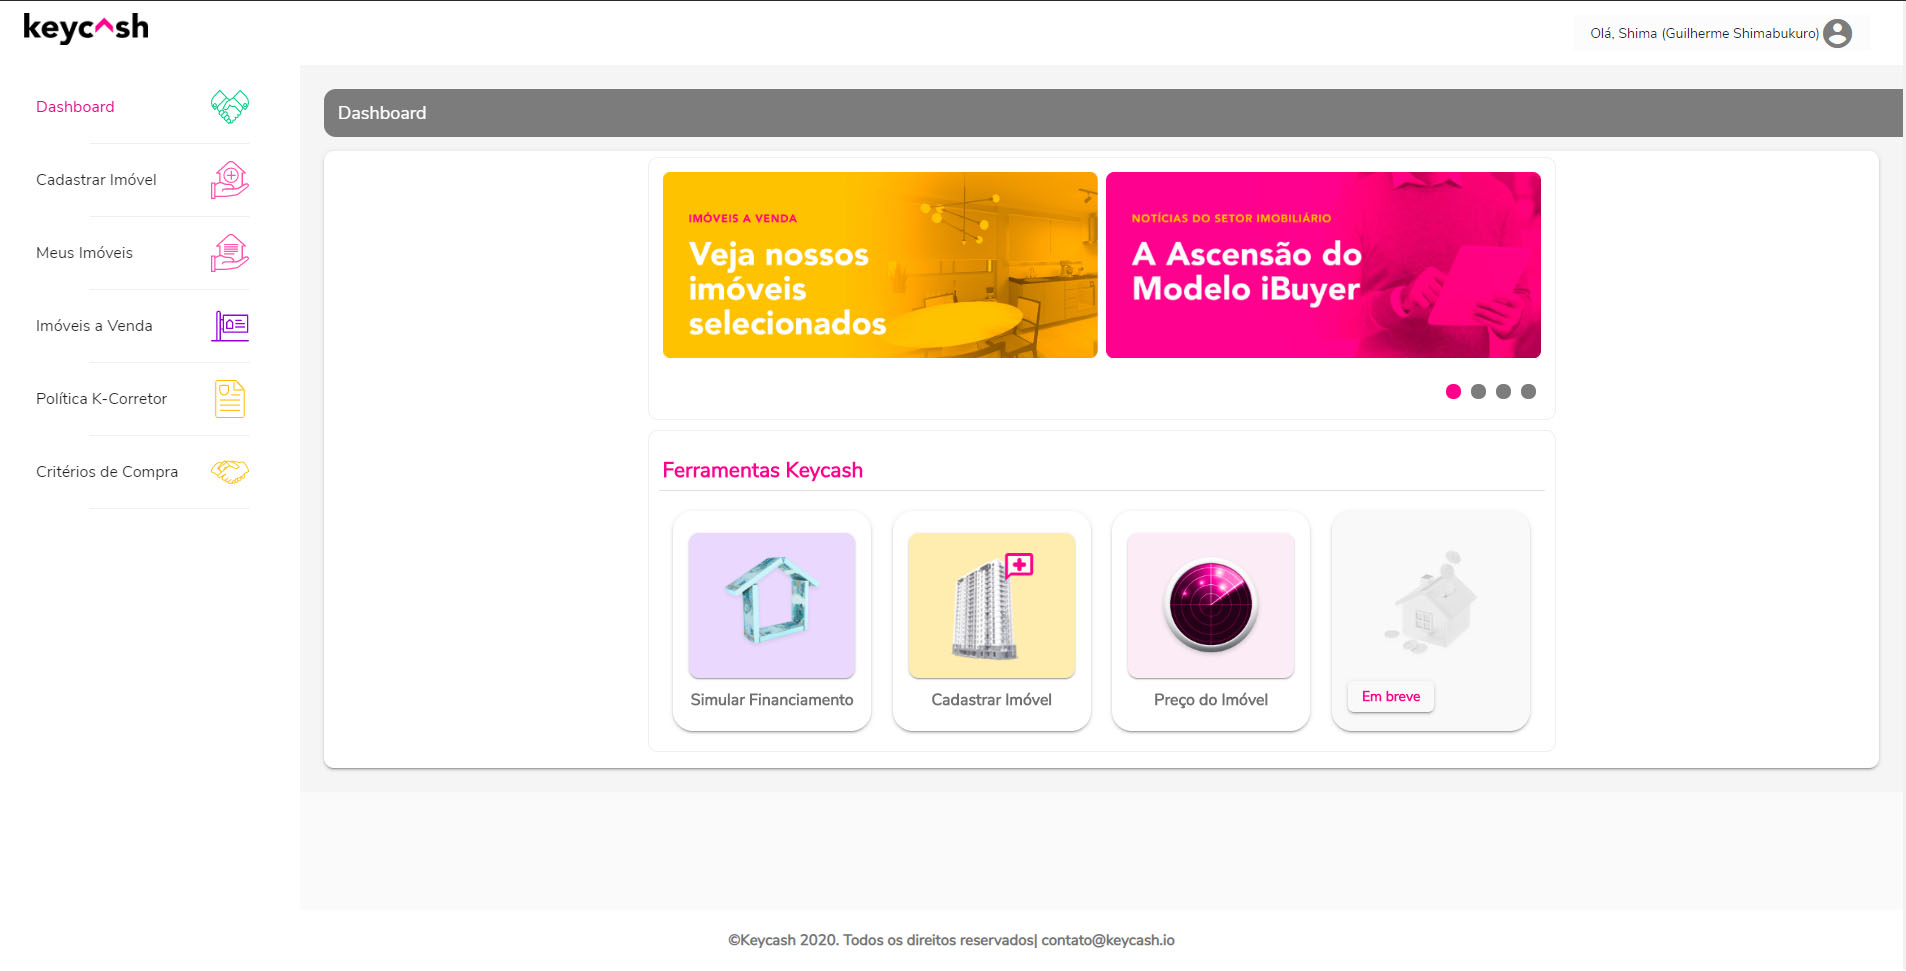 keycash
Olá, Shima (Guilherme Shimabukuro)
Dashboard
Cadastrar Imóvel
Meus Imóveis
Imóveis a Venda
Política K-Corretor
Critérios de Compra
Dashboard
IMÓVEIS A VENDA
Veja nossos
imóveis
selecionados
NOTÍCIAS DO SETOR IMOBILIÁRIO
A Ascensão do
Modelo iBuyer
Ferramentas Keycash
Simular Financiamento
Cadastrar Imóvel
Preço do Imóvel
Em breve
©Keycash 2020. Todos os direitos reservados| contato@keycash.io